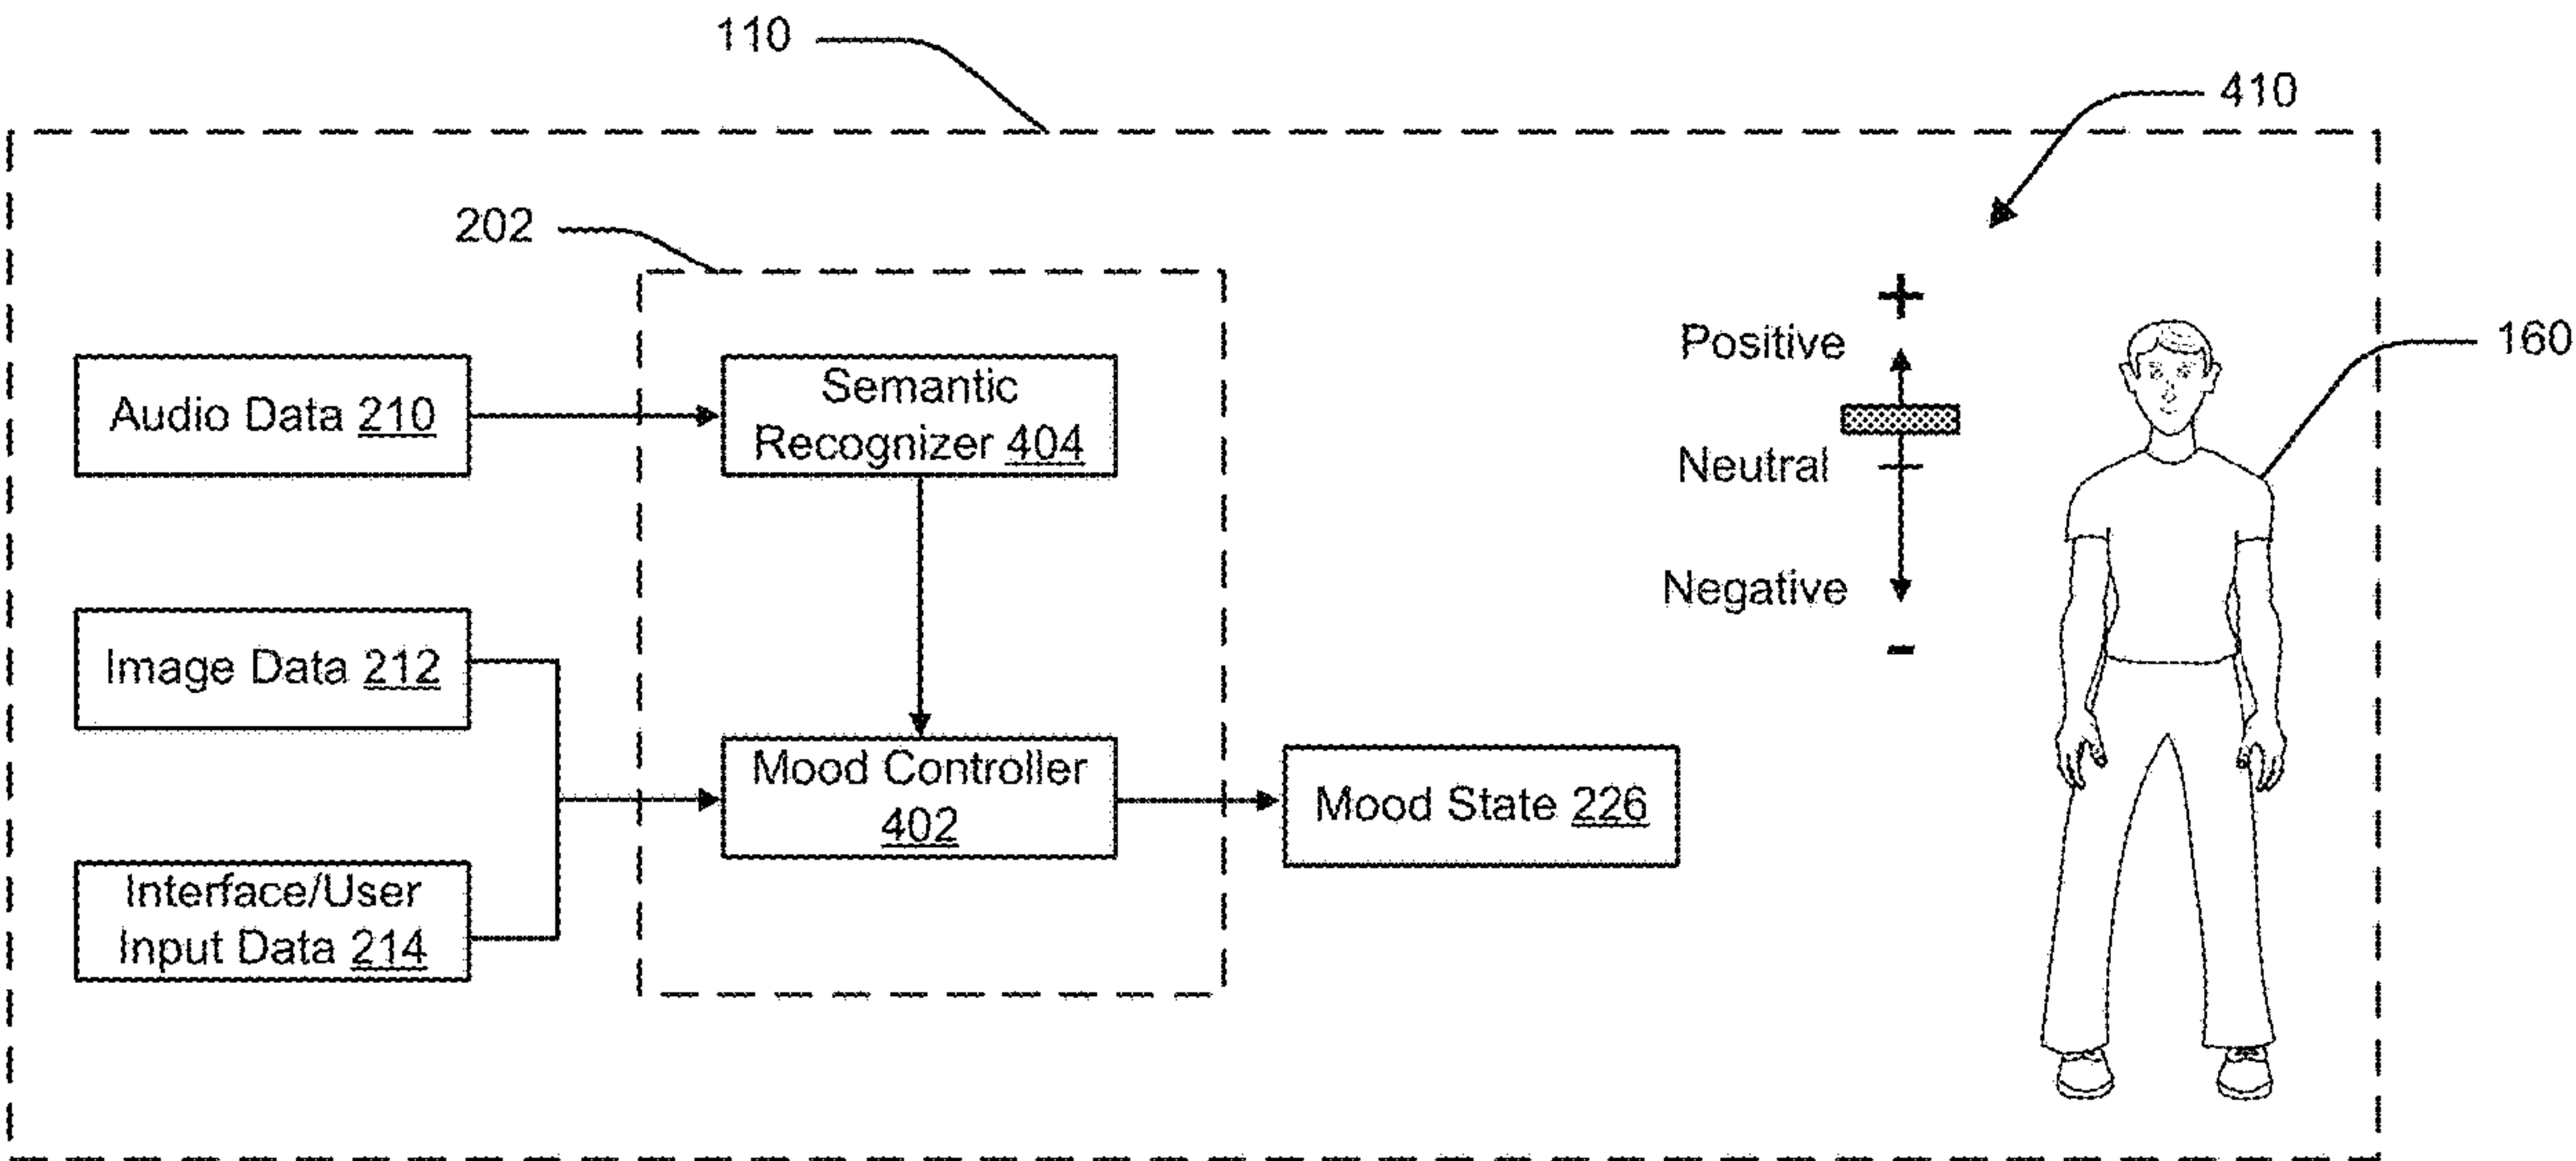 110
410
202
+
Positive
160
Audio Data 210
Semantic
Recognizer 404
Neutral
Negative
-
Image Data 212
Mood Controller
402
Mood State 226
Interface/User
Input Data 214